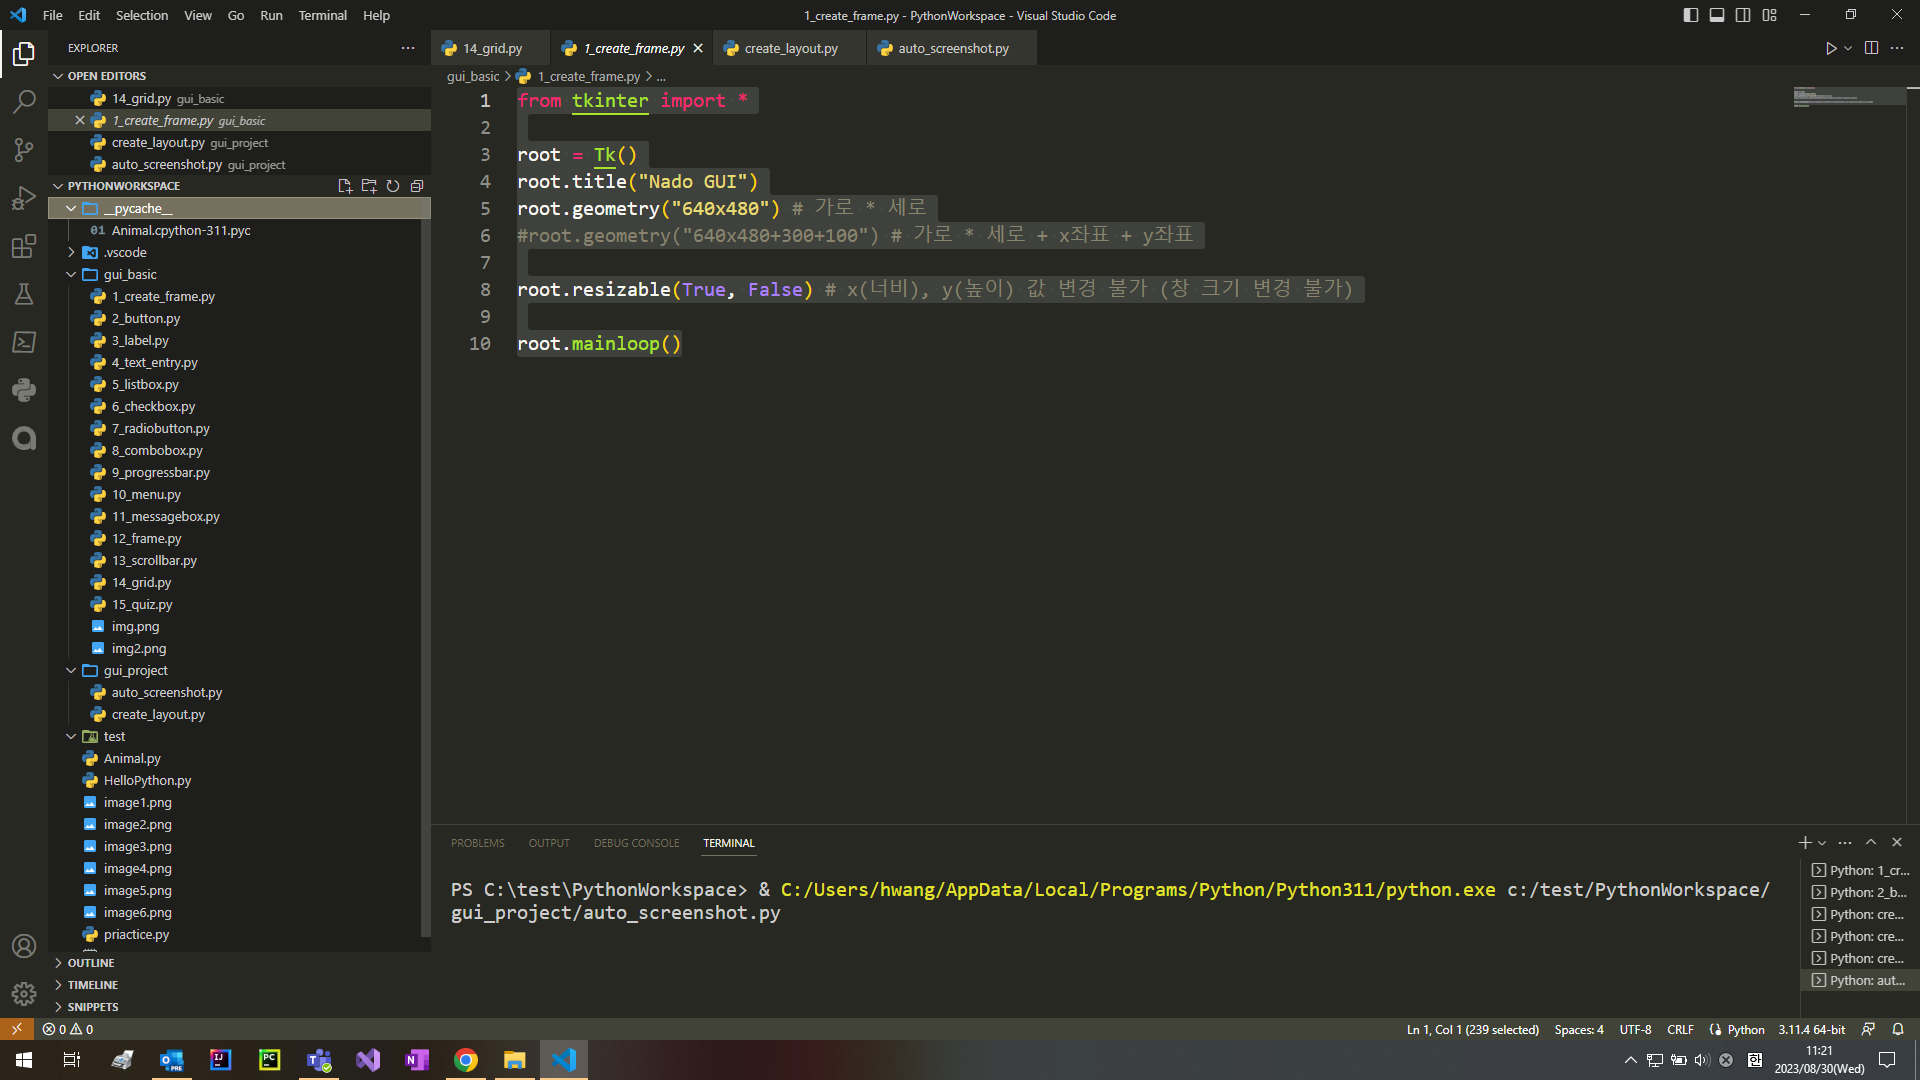 File Edit Selection View Go Run Terminal Help
1_create_frame.py - PythonWorkspace - Visual Studio Code
EXPLORER
OPEN EDITORS
14_grid.py gui_basic
1_create_frame.py gui_basic
create_layout.py gui_project
auto_screenshot.py gui_project
PYTHONWORKSPACE
__pycache__
01 Animal.cpython-311.pyc
.vscode
gui_basic
1_create_frame.py
2_button.py
3_label.py
4_text_entry.py
5_listbox.py
6_checkbox.py
7_radiobutton.py
8_combobox.py
9_progressbar.py
10_menu.py
11_messagebox.py
12_frame.py
13_scrollbar.py
14_grid.py
15_quiz.py
img.png
img2.png
gui_project
auto_screenshot.py
create_layout.py
test
Animal.py
HelloPython.py
image1.png
image2.png
image3.png
image4.png
image5.png
image6.png
priactice.py
OUTLINE
TIMELINE
SNIPPETS
14_grid.py 1_create_frame.py create_layout.py auto_screenshot.py
gui_basic > 1_create_frame.py > ...
1 from tkinter import *
2
3 root = Tk()
4 root.title("Nado GUI")
5 root.geometry("640x480") # 가로 * 세로
6 #root.geometry("640x480+300+100") # 가로 * 세로 + x좌표 + y좌표
7
8 root.resizable(True, False) # x(너비), y(높이) 값 변경 불가 (창 크기 변경 불가)
9
10 root.mainloop()
PROBLEMS OUTPUT DEBUG CONSOLE TERMINAL
PS C:\test\PythonWorkspace> & C:/Users/hwang/AppData/Local/Programs/Python/Python311/python.exe c:/test/PythonWorkspace/
gui_project/auto_screenshot.py
Python: 1_cr...
Python: 2_b...
Python: cre...
Python: cre...
Python: cre...
Python: aut...
0 0
Ln 1, Col 1 (239 selected) Spaces: 4 UTF-8 CRLF Python 3.11.4 64-bit
11:21
2023/08/30(Wed)